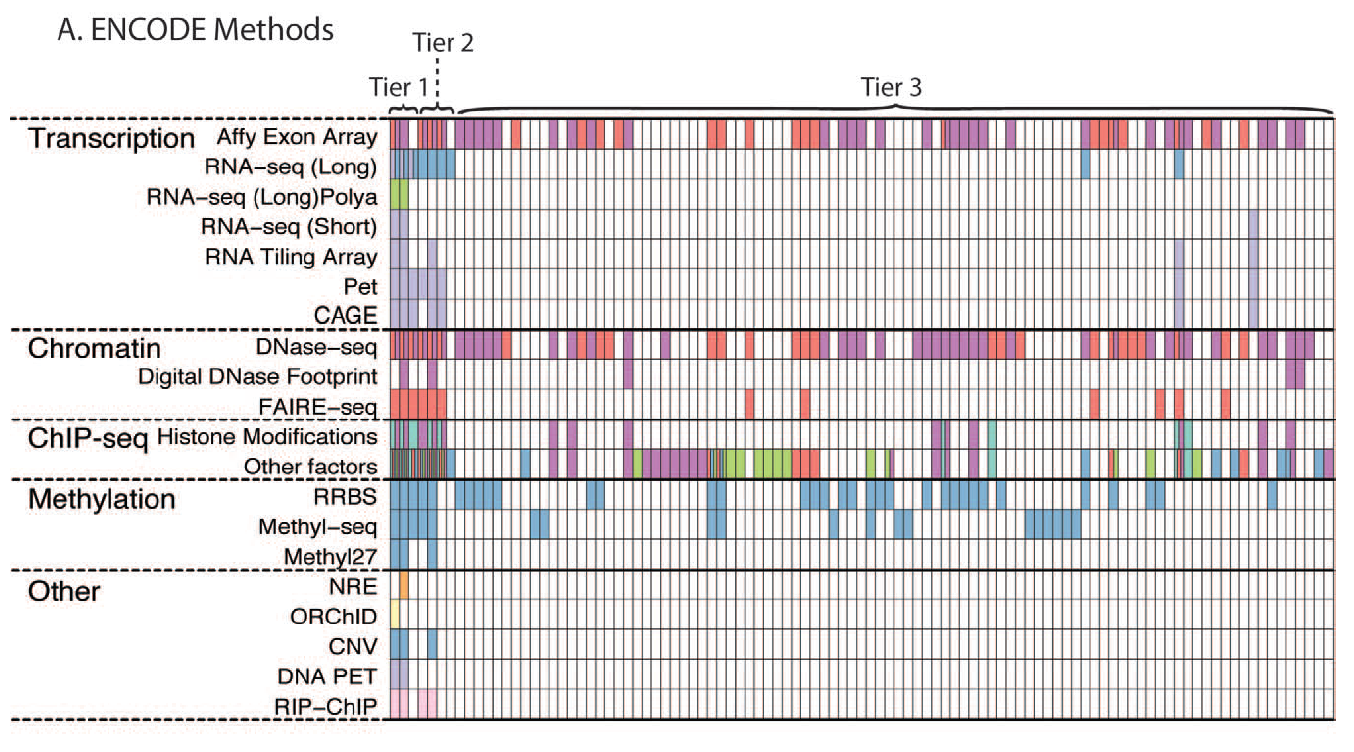 A. ENCODE Methods
Tier 2
Tier 1
Tier 3
Transcription Affy Exon Array
RNA-seq (Long)
RNA-seq (Long)Polya
RNA-seq (Short)
RNA Tiling Array
Pet
CAGE
Chromatin DNase-seq
Digital DNase Footprint
FAIRE-seq
ChIP-seq Histone Modifications
Other factors
Methylation RRBS
Methyl-seq
Methyl27
Other NRE
ORChID
CNV
DNA PET
RIP-ChIP